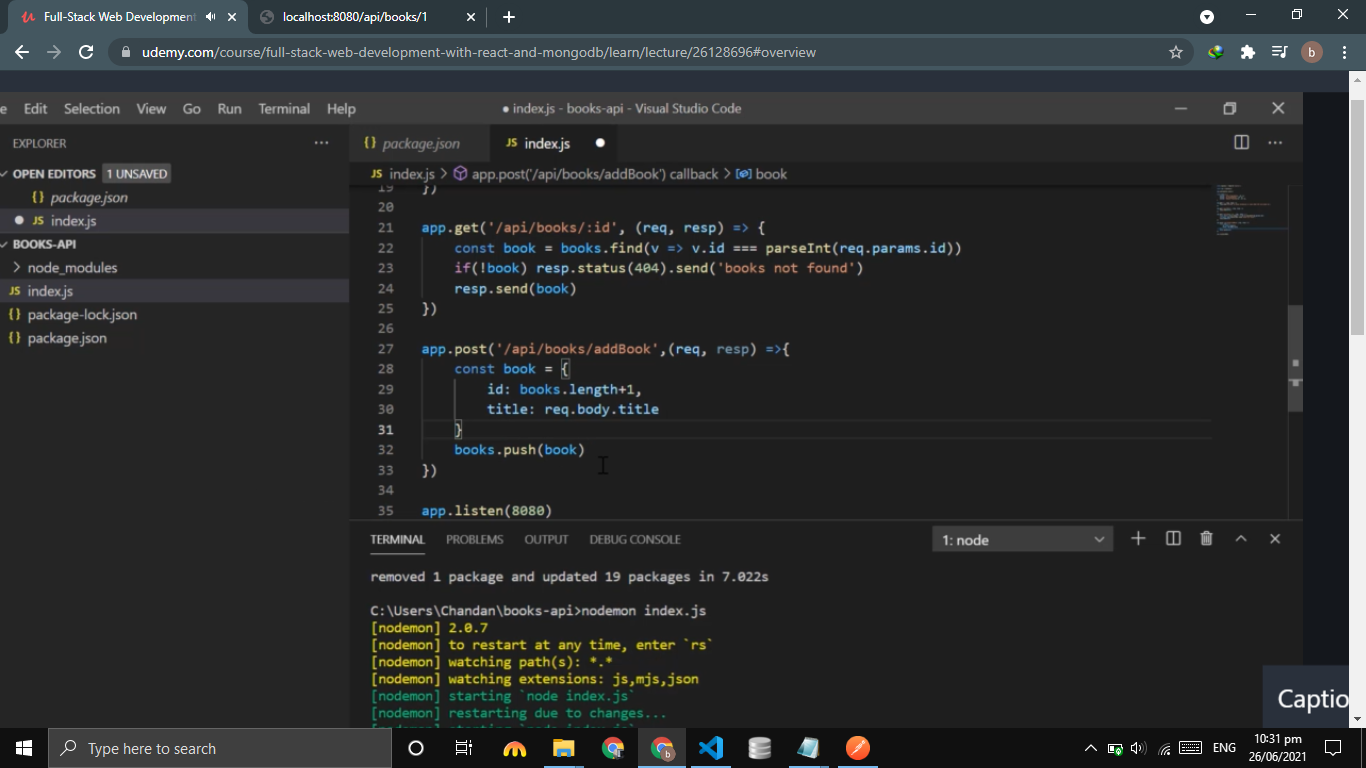 Full-Stack Web Development
localhost:8080/api/books/1
udemy.com/course/full-stack-web-development-with-react-and-mongodb/learn/lecture/26128696#overview
b
e Edit Selection View Go Run Terminal Help
● index.js - books-api - Visual Studio Code
EXPLORER
{} package.json
JS index.js
OPEN EDITORS 1 UNSAVED
{} package.json
JS index.js
BOOKS-API
node_modules
JS index.js
{} package-lock.json
{} package.json
JS index.js > app.post('/api/books/addBook') callback > book
19 })
20
21 app.get('/api/books/:id', (req, resp) => {
22 const book = books.find(v => v.id === parseInt(req.params.id))
23 if(!book) resp.status(404).send('books not found')
24 resp.send(book)
25 })
26
27 app.post('/api/books/addBook',(req, resp) =>{
28 const book = {
29 id: books.length+1,
30 title: req.body.title
31 }
32 books.push(book)
33 })
34
35 app.listen(8080)
TERMINAL PROBLEMS OUTPUT DEBUG CONSOLE
1: node
removed 1 package and updated 19 packages in 7.022s
C:\Users\Chandan\books-api>nodemon index.js
[nodemon] 2.0.7
[nodemon] to restart at any time, enter `rs`
[nodemon] watching path(s): *.*
[nodemon] watching extensions: js,mjs,json
[nodemon] starting `node index.js`
[nodemon] restarting due to changes...
Captio
Type here to search
ENG
10:31 pm
26/06/2021